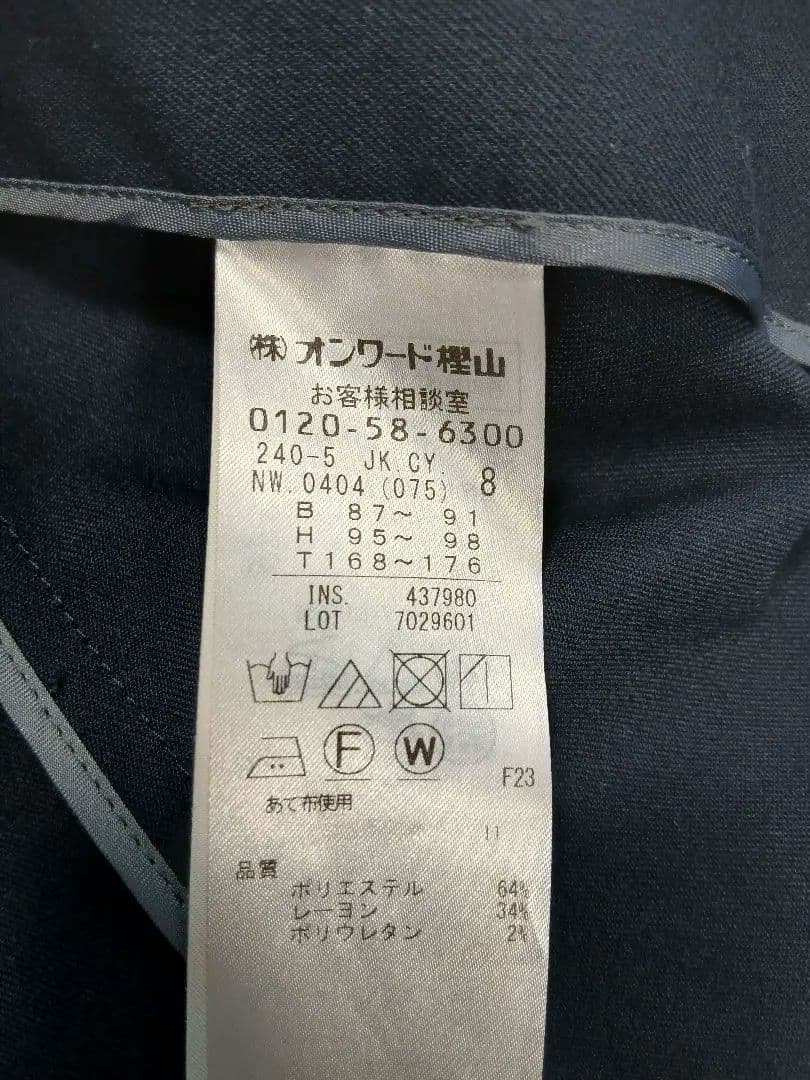 (株)オンワード樫山
お客様相談室
0120-58-6300
240-5 JK.CY. 8
NW.0404 (075)
B 87～ 91
H 95～ 98
T168～176
INS. 437980
LOT 7029601
F W
F23
あて布使用
11
品質
ポリエステル 64%
レーヨン 34%
ポリウレタン 2%